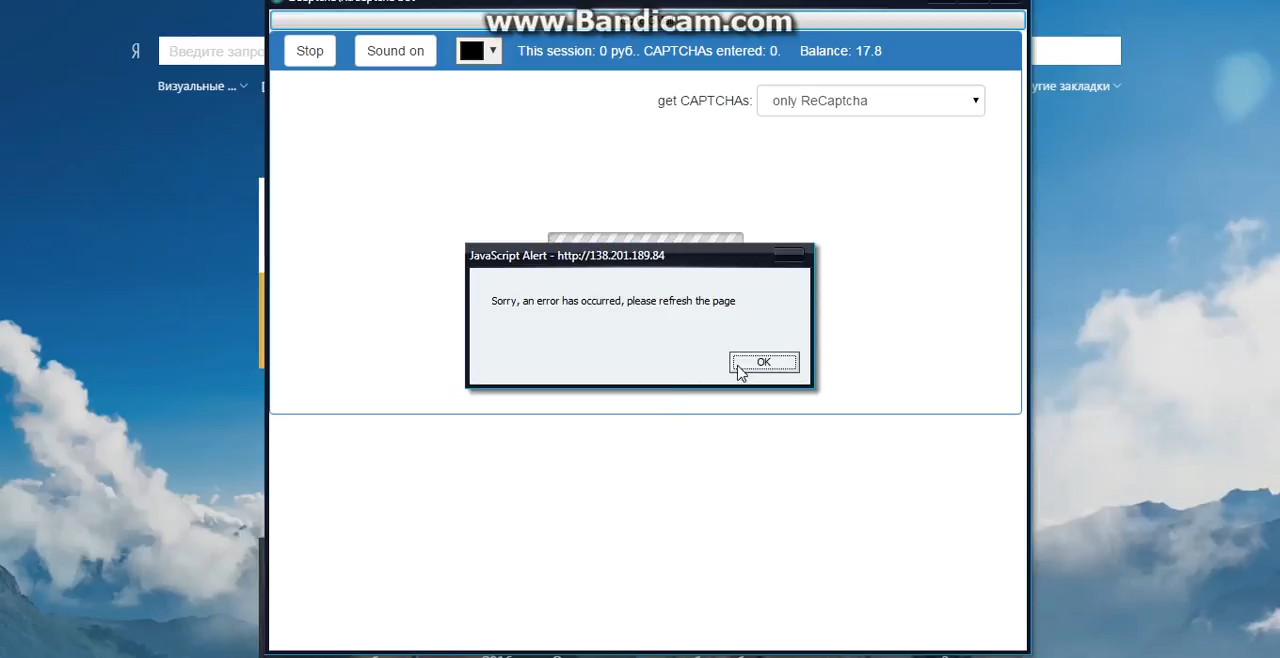 www.Bandicam.com
Я
Введите запро
Stop
Sound on
This session: 0 руб.. CAPTCHAs entered: 0.
Balance: 17.8
Визуальные ...
другие закладки
get CAPTCHAs:
only ReCaptcha
JavaScript Alert - http://138.201.189.84
Sorry, an error has occurred, please refresh the page
OK